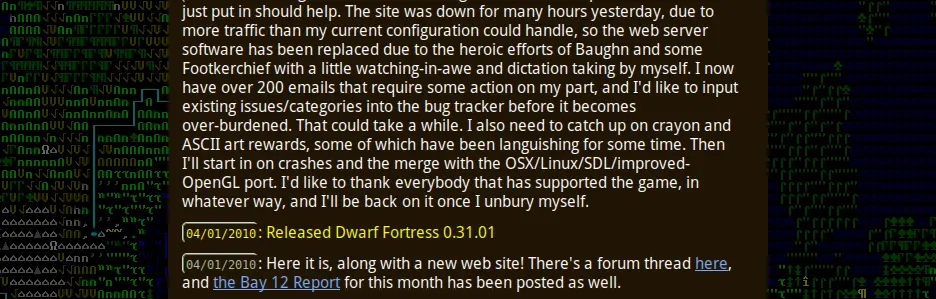 just put in should help. The site was down for many hours yesterday, due to
more traffic than my current configuration could handle, so the web server
software has been replaced due to the heroic efforts of Baughn and some
Footkerchief with a little watching-in-awe and dictation taking by myself. I now
have over 200 emails that require some action on my part, and I'd like to input
existing issues/categories into the bug tracker before it becomes
over-burdened. That could take a while. I also need to catch up on crayon and
ASCII art rewards, some of which have been languishing for some time. Then
I'll start in on crashes and the merge with the OSX/Linux/SDL/improved-
OpenGL port. I'd like to thank everybody that has supported the game, in
whatever way, and I'll be back on it once I unbury myself.
04/01/2010: Released Dwarf Fortress 0.31.01
04/01/2010: Here it is, along with a new web site! There's a forum thread here,
and the Bay 12 Report for this month has been posted as well.